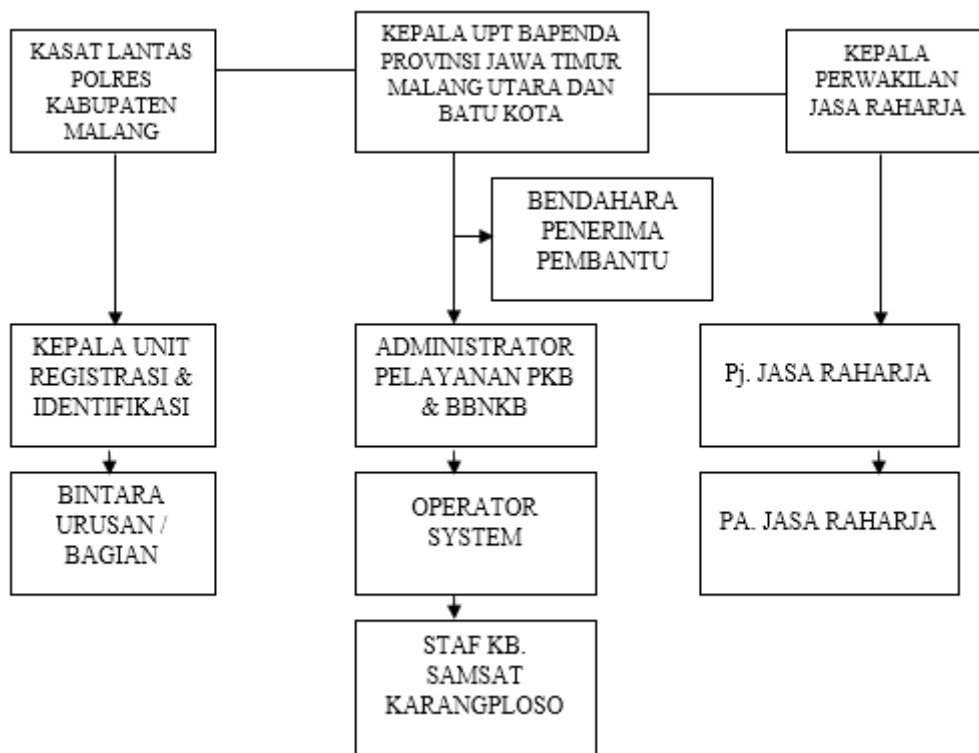 KASAT LANTAS
POLRES
KABUPATEN
MALANG
KEPALA UPT BAPENDA
PROVINSI JAWA TIMUR
MALANG UTARA DAN
BATU KOTA
KEPALA
PERWAKILAN
JASA RAHARJA
BENDAHARA
PENERIMA
PEMBANTU
KEPALA UNIT
REGISTRASI &
IDENTIFIKASI
ADMINISTRATOR
PELAYANAN PKB
& BBNKB
Pj. JASA RAHARJA
BINTARA
URUSAN /
BAGIAN
OPERATOR
SYSTEM
PA. JASA RAHARJA
STAF KB.
SAMSAT
KARANGPLOSO